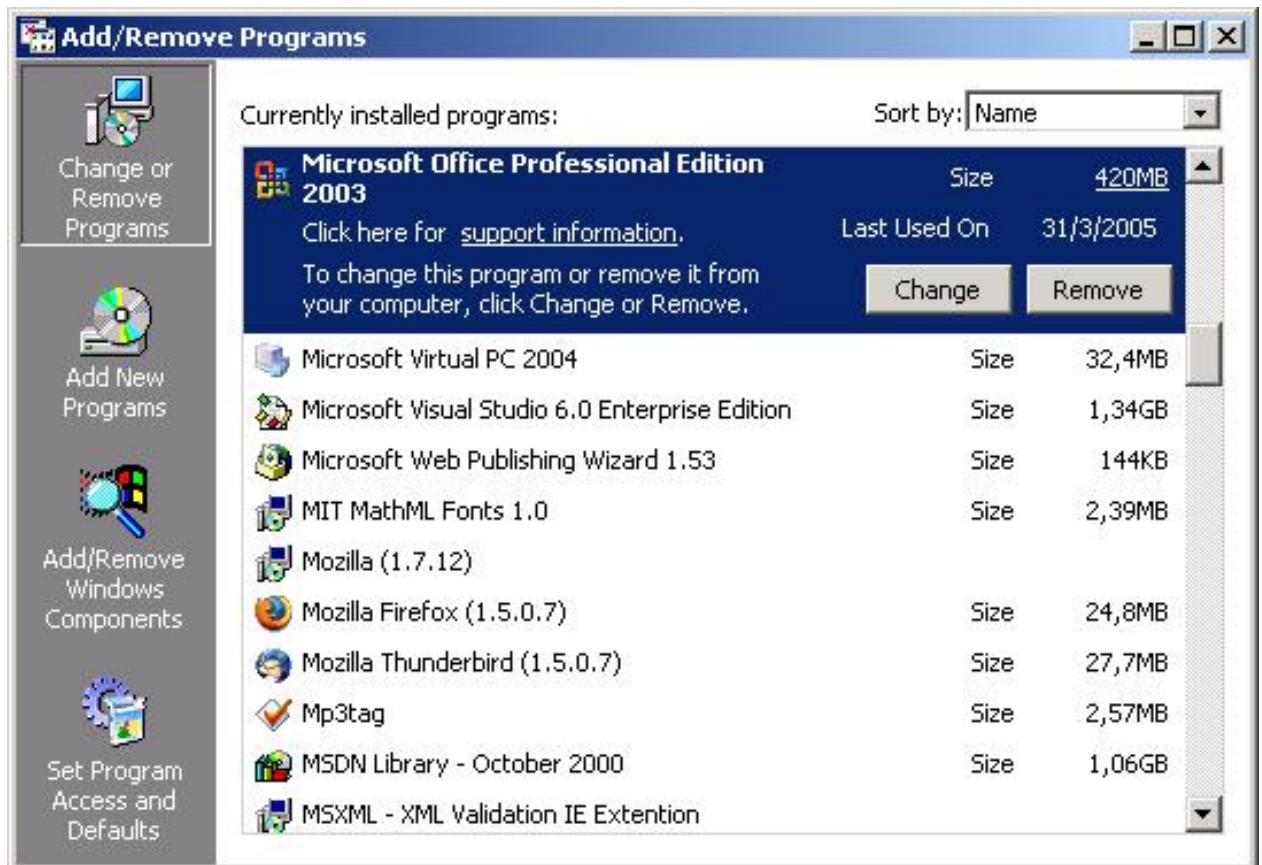 Add/Remove Programs
Change or
Remove
Programs
Add New
Programs
Add/Remove
Windows
Components
Set Program
Access and
Defaults
Currently installed programs:
Sort by: Name
Microsoft Office Professional Edition
2003
Size 420MB
Click here for support information.
Last Used On 31/3/2005
To change this program or remove it from
your computer, click Change or Remove.
Change Remove
Microsoft Virtual PC 2004 Size 32,4MB
Microsoft Visual Studio 6.0 Enterprise Edition Size 1,34GB
Microsoft Web Publishing Wizard 1.53 Size 144KB
MIT MathML Fonts 1.0 Size 2,39MB
Mozilla (1.7.12)
Mozilla Firefox (1.5.0.7) Size 24,8MB
Mozilla Thunderbird (1.5.0.7) Size 27,7MB
Mp3tag Size 2,57MB
MSDN Library - October 2000 Size 1,06GB
MSXML - XML Validation IE Extention